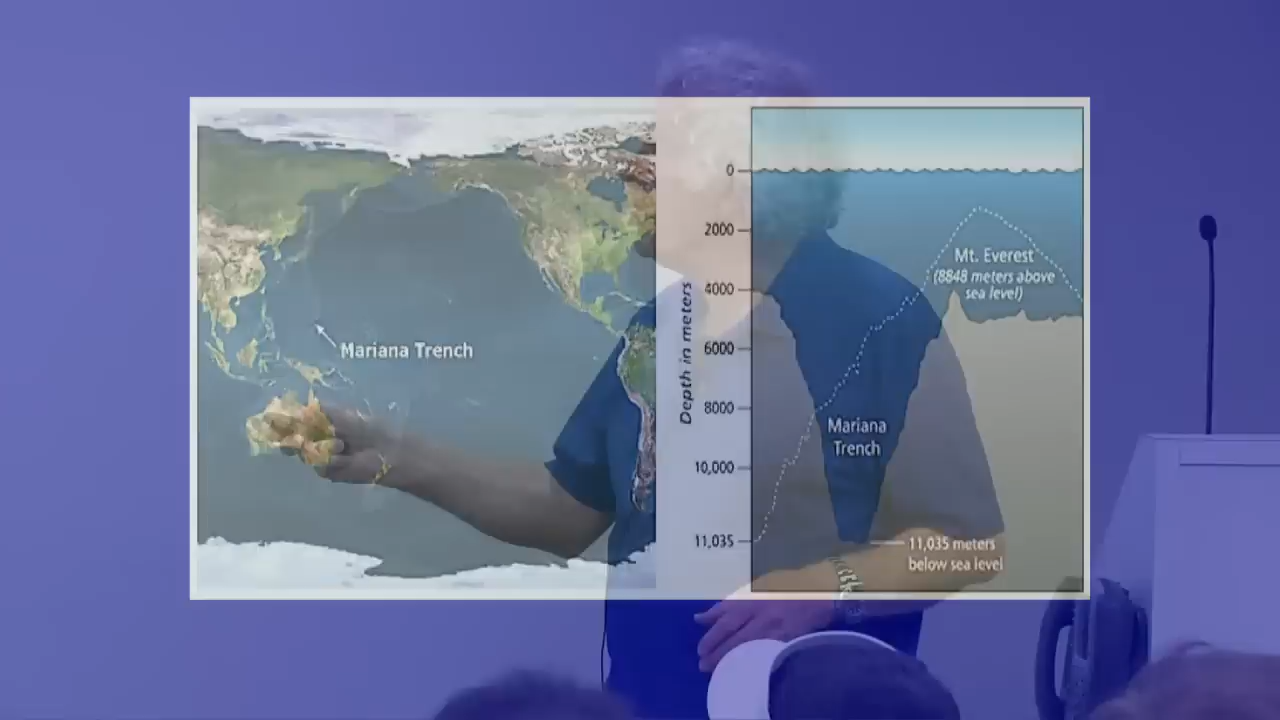 Mariana Trench
Depth in meters
0
2000
4000
6000
8000
10,000
11,035
Mt. Everest
(8848 meters above
sea level)
Mariana
Trench
11,035 meters
below sea level